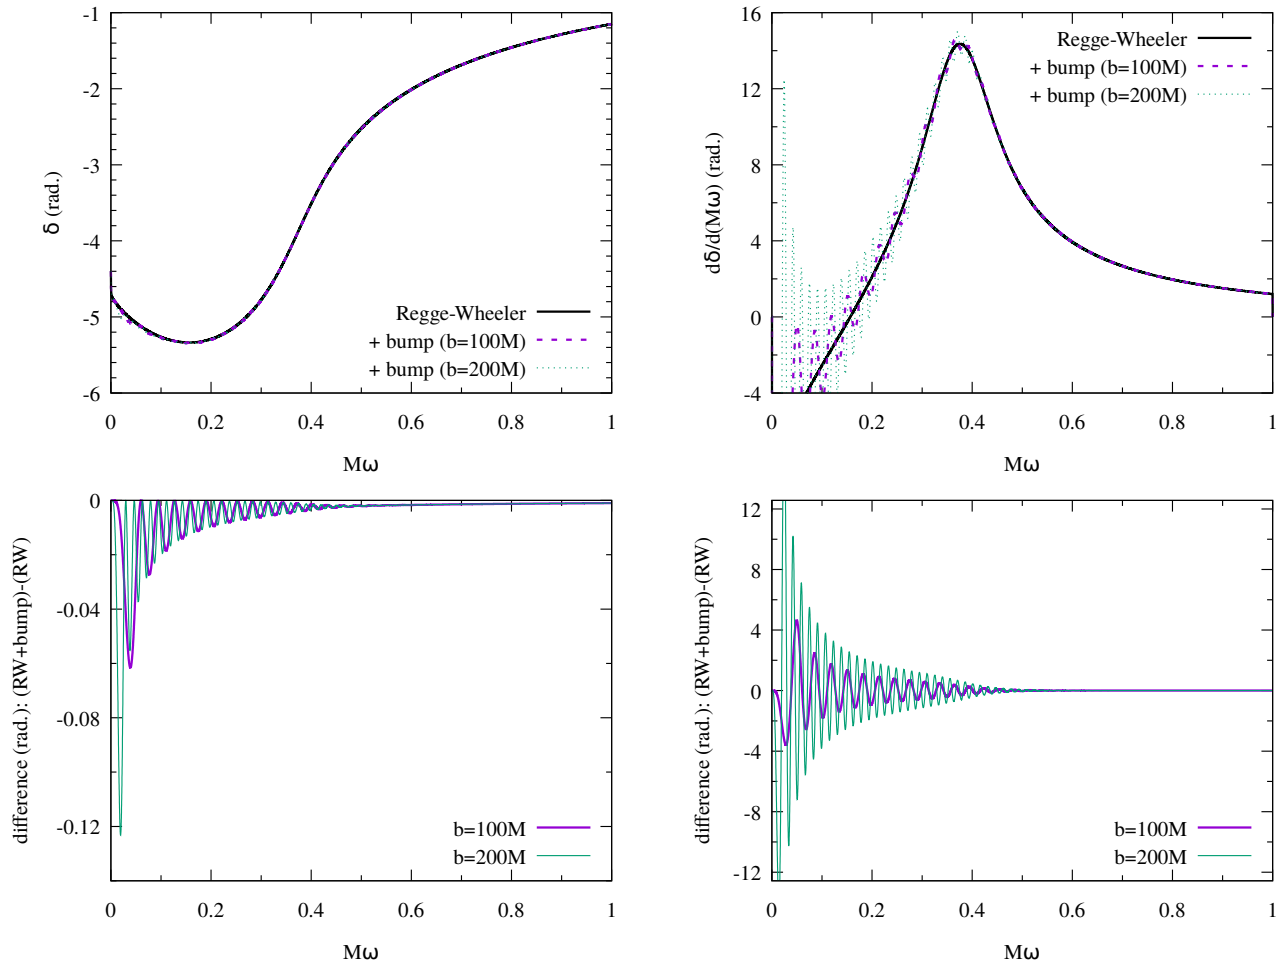 -1
-2
-3
-4
-5
-6
δ (rad.)
Regge-Wheeler
+ bump (b=100M)
+ bump (b=200M)
0
0.2
0.4
0.6
0.8
1
Mω
16
12
8
4
0
-4
dδ/d(Mω) (rad.)
Regge-Wheeler
+ bump (b=100M)
+ bump (b=200M)
0
0.2
0.4
0.6
0.8
1
Mω
0
-0.04
-0.08
-0.12
difference (rad.): (RW+bump)-(RW)
b=100M
b=200M
0
0.2
0.4
0.6
0.8
1
Mω
12
8
4
0
-4
-8
-12
difference (rad.): (RW+bump)-(RW)
b=100M
b=200M
0
0.2
0.4
0.6
0.8
1
Mω